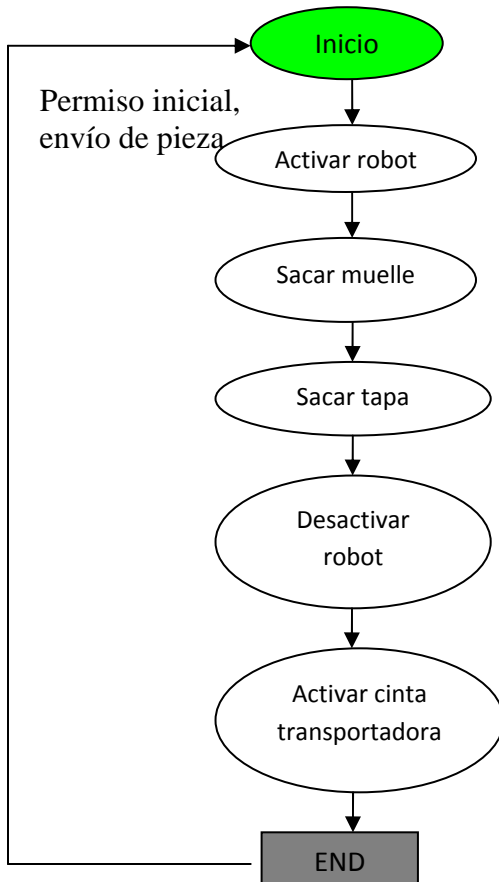 Inicio
Permiso inicial,
envío de pieza
Activar robot
Sacar muelle
Sacar tapa
Desactivar
robot
Activar cinta
transportadora
END